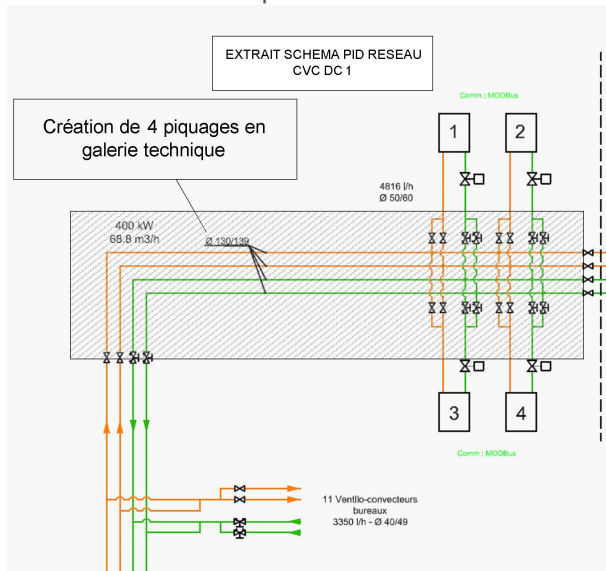 EXTRAIT SCHEMA PID RESEAU
CVC DC 1
Création de 4 piquages en
galerie technique
Comm : MODBus
1
2
4816 l/h
Ø 50/60
400 kW
68.8 m3/h
Ø 130/139
3
4
Comm : MODBus
11 Ventilo-convecteurs
bureaux
3350 l/h - Ø 40/49